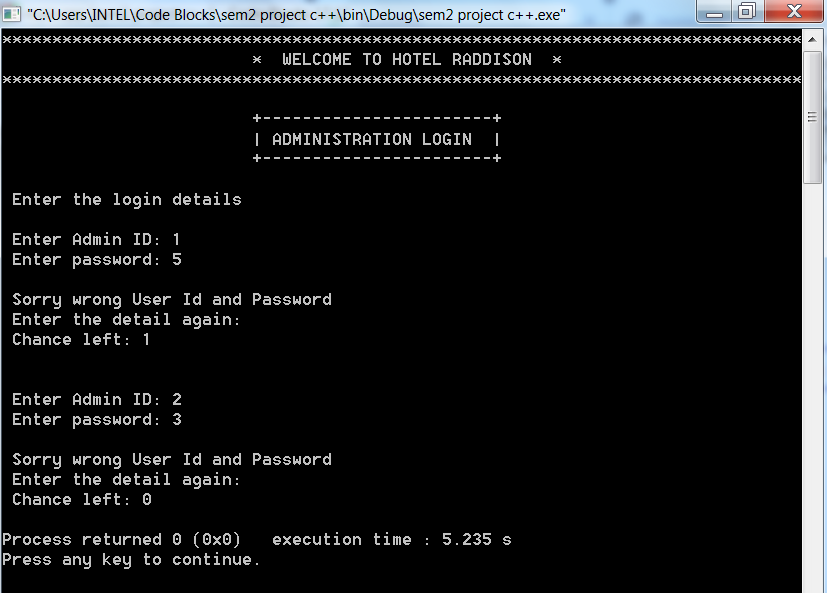 "C:\Users\INTEL\Code Blocks\sem2 project c++\bin\Debug\sem2 project c++.exe"
********************************************************************************
* WELCOME TO HOTEL RADDISON *
********************************************************************************
+-----------------------+
| ADMINISTRATION LOGIN |
+-----------------------+
Enter the login details
Enter Admin ID: 1
Enter password: 5
Sorry wrong User Id and Password
Enter the detail again:
Chance left: 1
Enter Admin ID: 2
Enter password: 3
Sorry wrong User Id and Password
Enter the detail again:
Chance left: 0
Process returned 0 (0x0) execution time : 5.235 s
Press any key to continue.